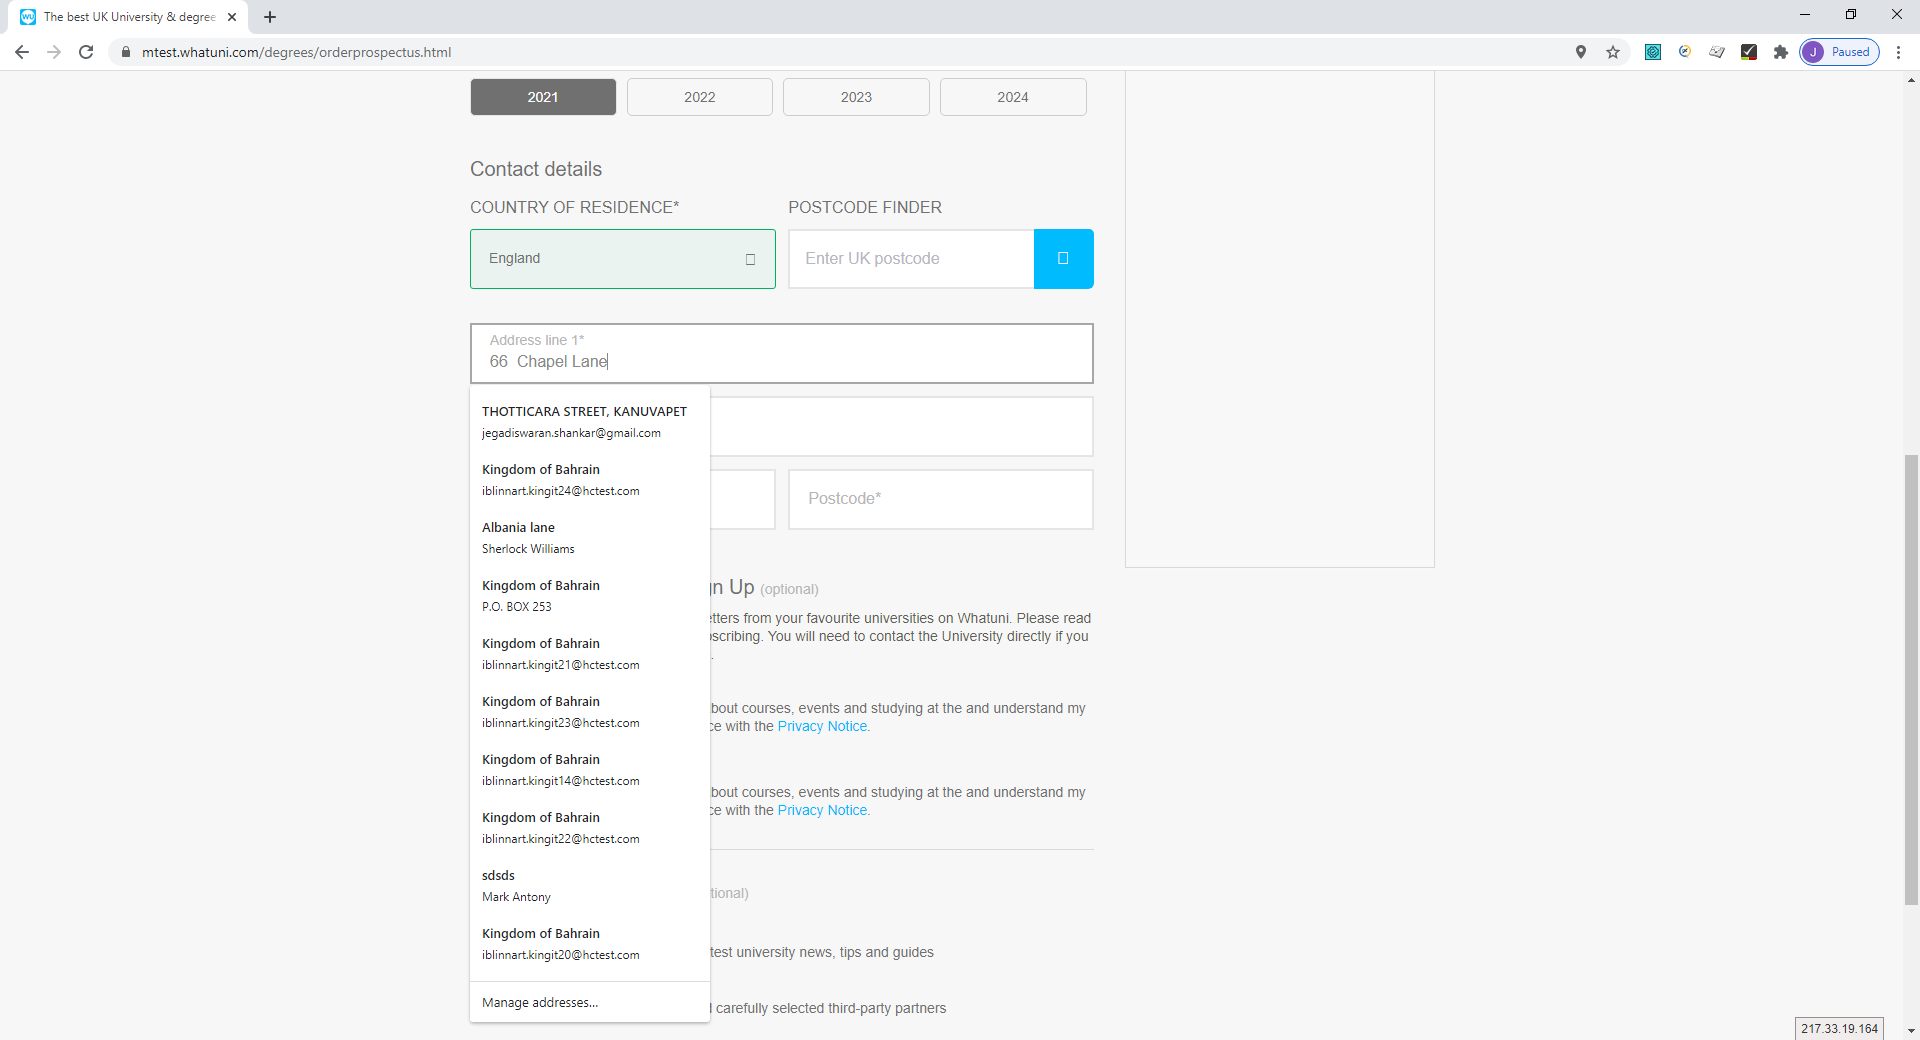 The best UK University & degree
mtest.whatuni.com/degrees/orderprospectus.html
J Paused
2021 2022 2023 2024
Contact details
COUNTRY OF RESIDENCE* POSTCODE FINDER
England Enter UK postcode
Address line 1*
66 Chapel Lane
THOTTICARA STREET, KANUVAPET
jegadiswaran.shankar@gmail.com
Kingdom of Bahrain
iblinnart.kingit24@hctest.com
Postcode*
Albania lane
Sherlock Williams
Kingdom of Bahrain
P.O. BOX 253
gn Up (optional)
etters from your favourite universities on Whatuni. Please read
oscribing. You will need to contact the University directly if you
.
Kingdom of Bahrain
iblinnart.kingit21@hctest.com
Kingdom of Bahrain
iblinnart.kingit23@hctest.com
bout courses, events and studying at the and understand my
ce with the Privacy Notice.
Kingdom of Bahrain
iblinnart.kingit14@hctest.com
bout courses, events and studying at the and understand my
ce with the Privacy Notice.
Kingdom of Bahrain
iblinnart.kingit22@hctest.com
sdsds
Mark Antony
tional)
Kingdom of Bahrain
iblinnart.kingit20@hctest.com
test university news, tips and guides
Manage addresses...
carefully selected third-party partners
217.33.19.164